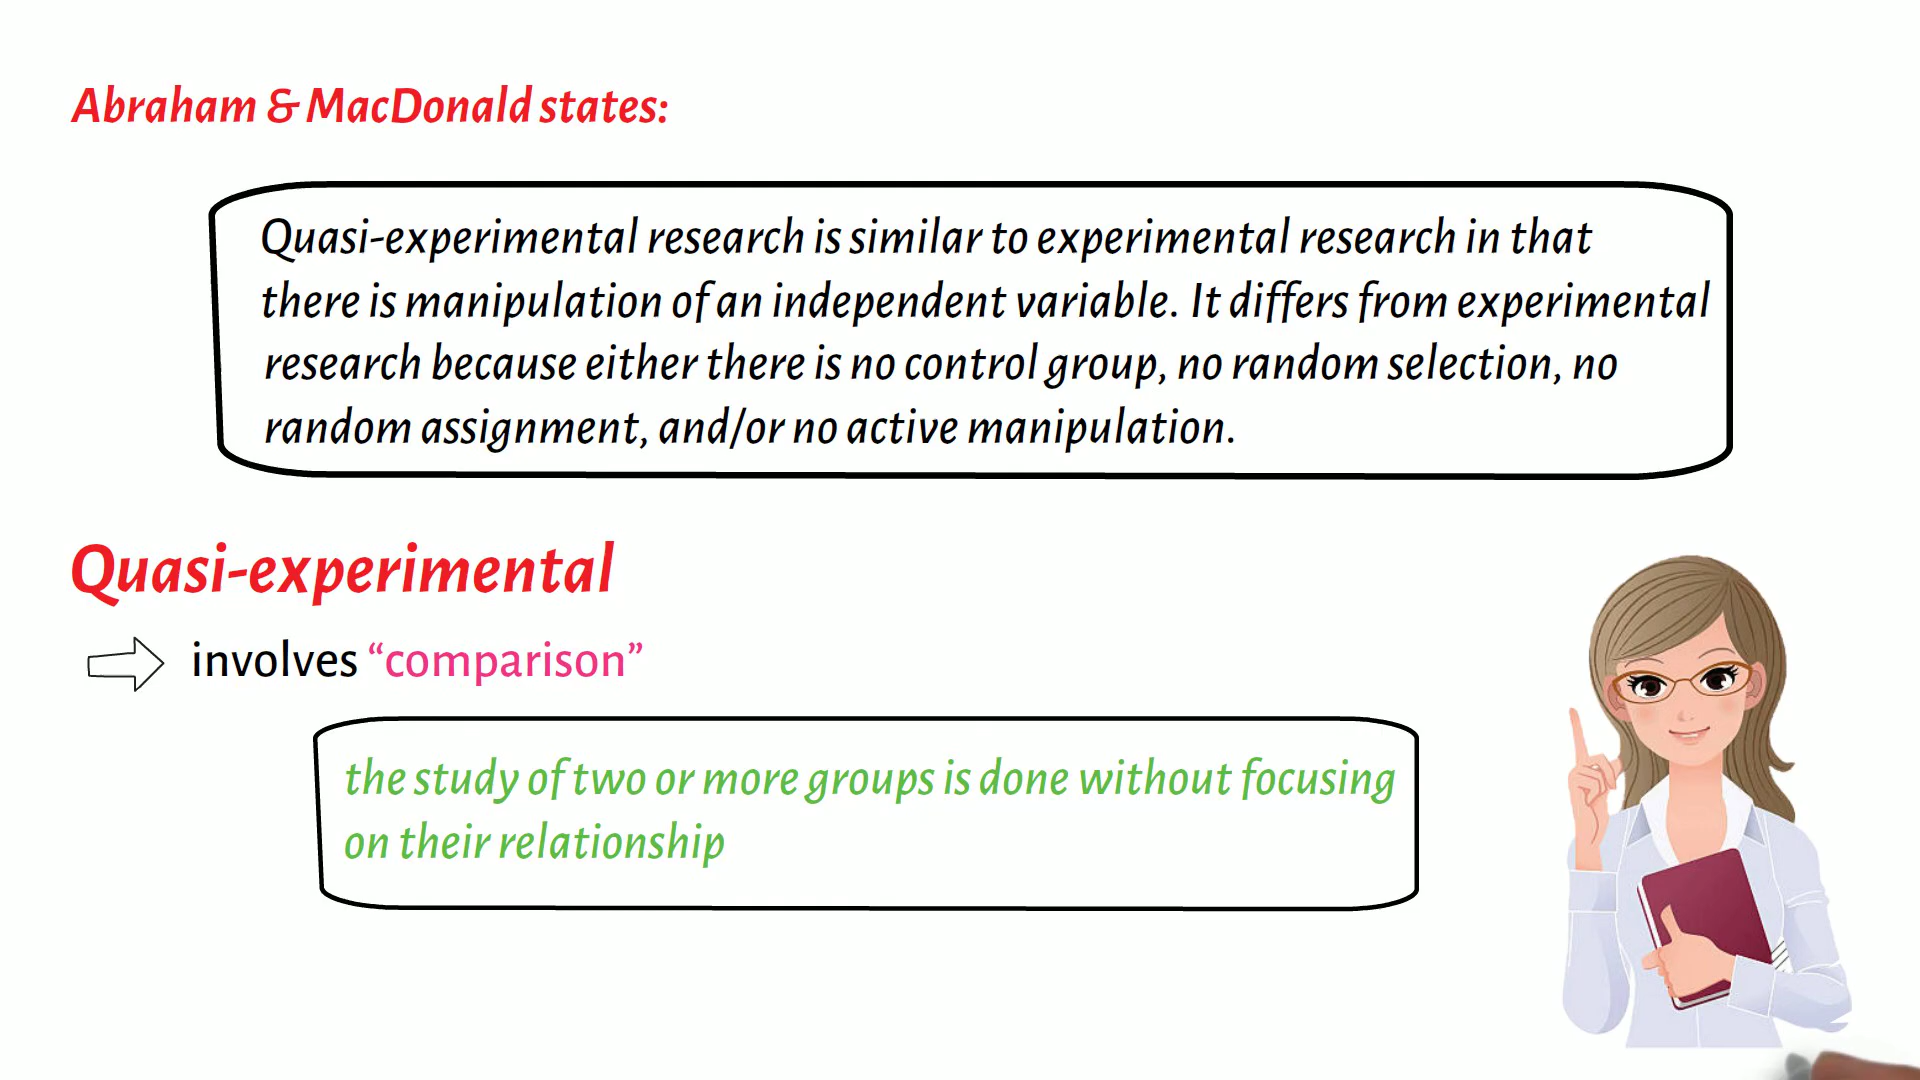 Abraham & MacDonald states:
Quasi-experimental research is similar to experimental research in that
there is manipulation of an independent variable. It differs from experimental
research because either there is no control group, no random selection, no
random assignment, and/or no active manipulation.
Quasi-experimental
involves “comparison”
the study of two or more groups is done without focusing
on their relationship